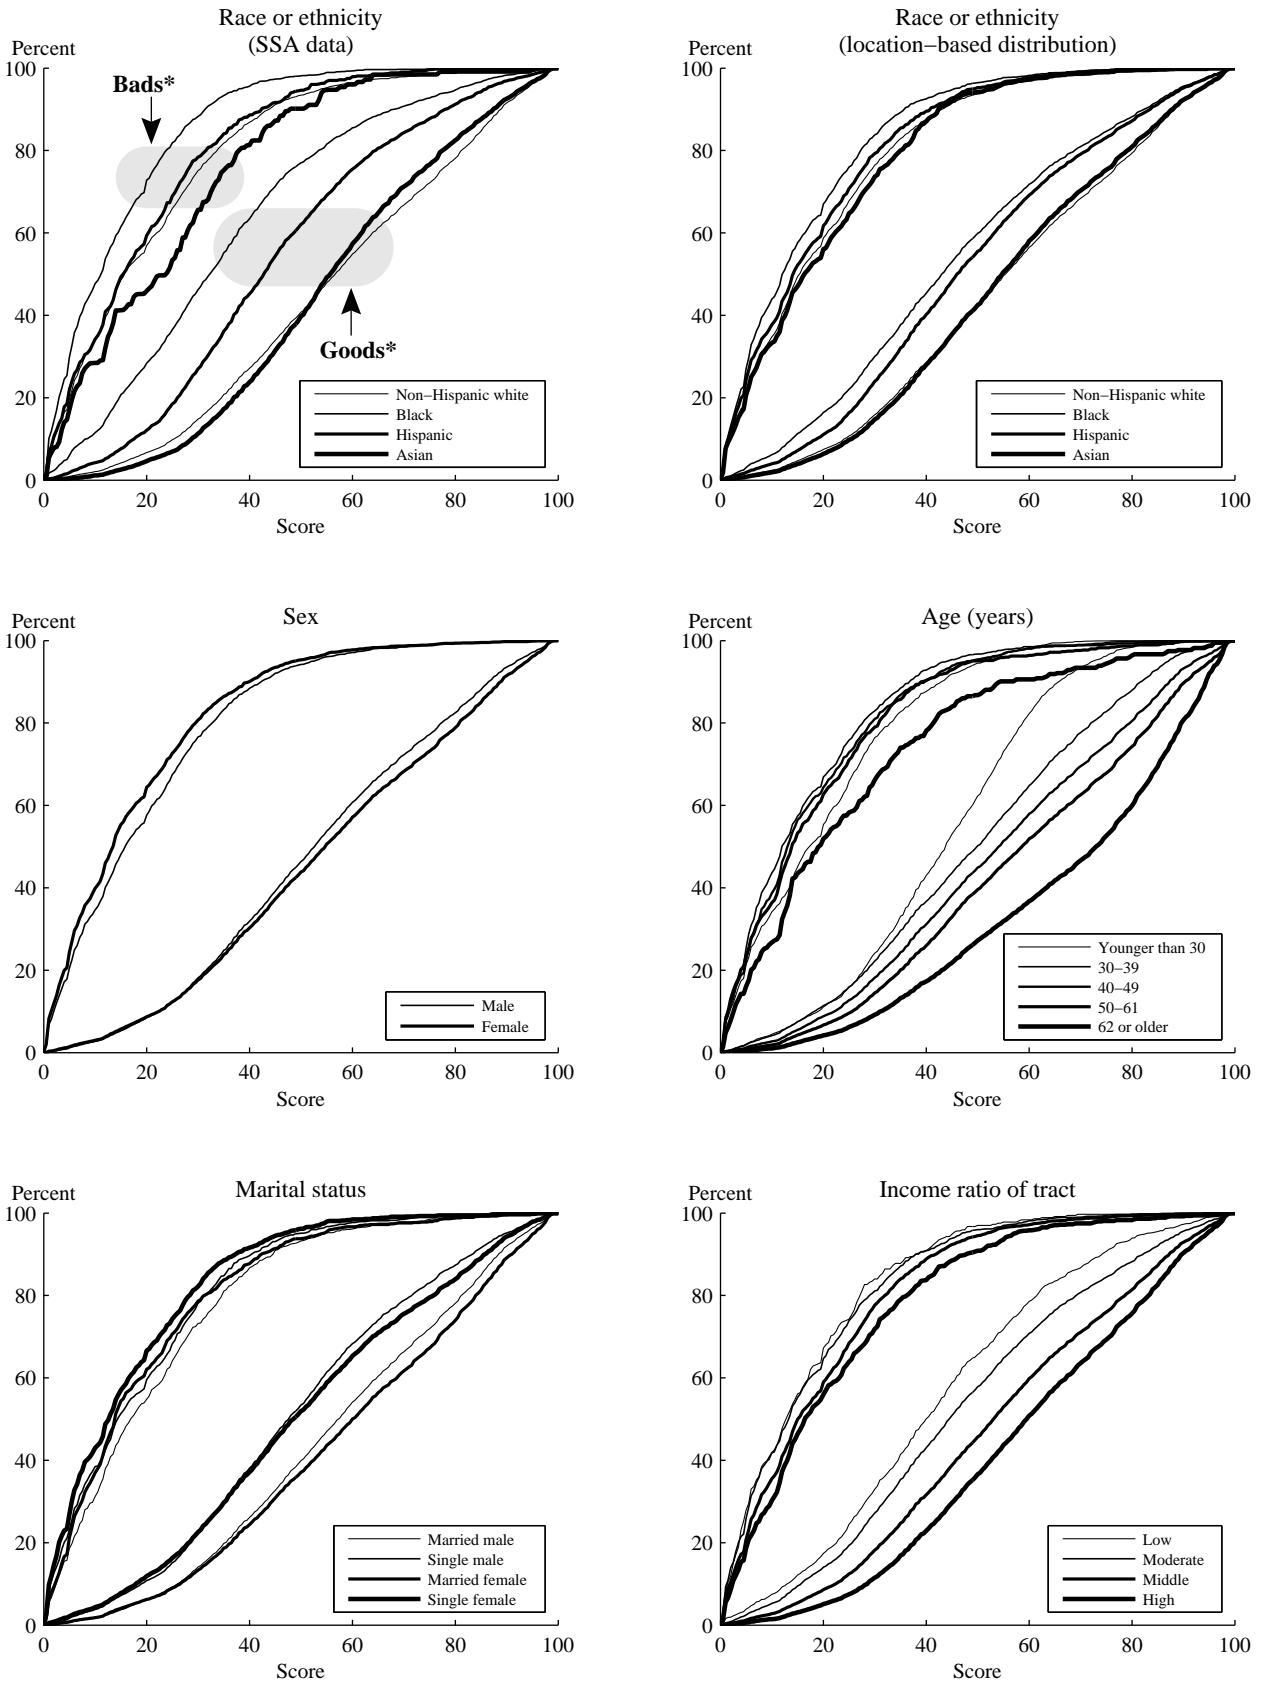 Race or ethnicity
(SSA data)
Percent
100
80
60
40
20
0
Bads*
Goods*
Non−Hispanic white
Black
Hispanic
Asian
0 20 40 60 80 100
Score
Race or ethnicity
(location−based distribution)
Percent
100
80
60
40
20
0
Non−Hispanic white
Black
Hispanic
Asian
0 20 40 60 80 100
Score
Sex
Percent
100
80
60
40
20
0
Male
Female
0 20 40 60 80 100
Score
Age (years)
Percent
100
80
60
40
20
0
Younger than 30
30−39
40−49
50−61
62 or older
0 20 40 60 80 100
Score
Marital status
Percent
100
80
60
40
20
0
Married male
Single male
Married female
Single female
0 20 40 60 80 100
Score
Income ratio of tract
Percent
100
80
60
40
20
0
Low
Moderate
Middle
High
0 20 40 60 80 100
Score